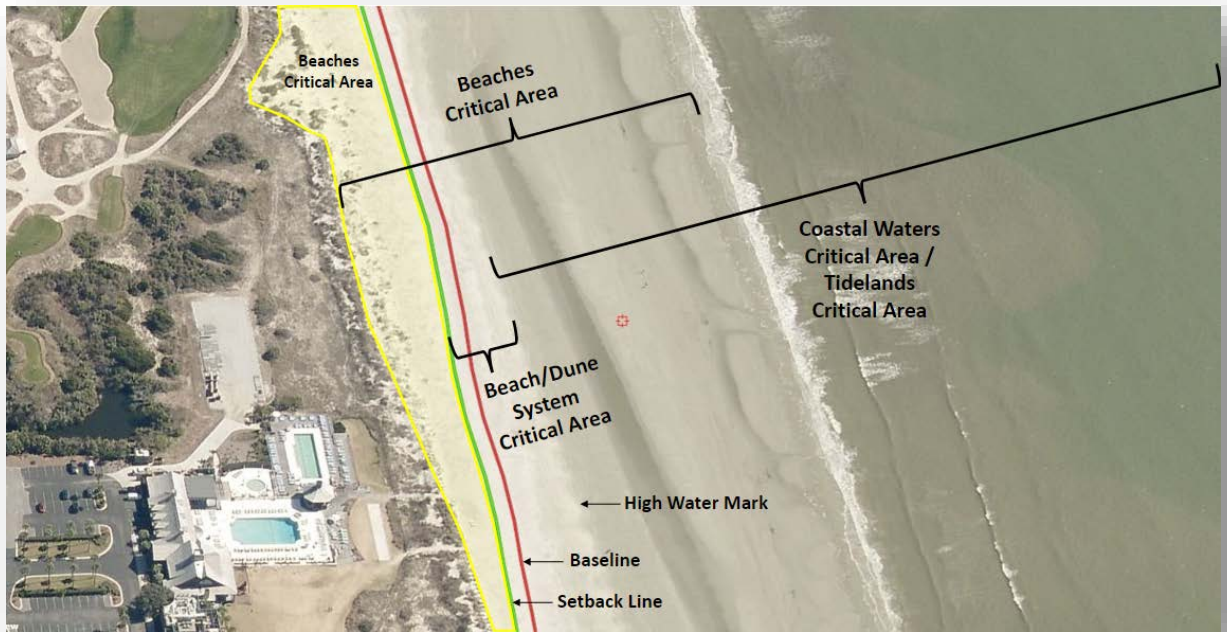 Beaches
Critical Area
Beaches
Critical Area
Coastal Waters
Critical Area /
Tidelands
Critical Area
Beach/Dune
System
Critical Area
High Water Mark
Baseline
Setback Line